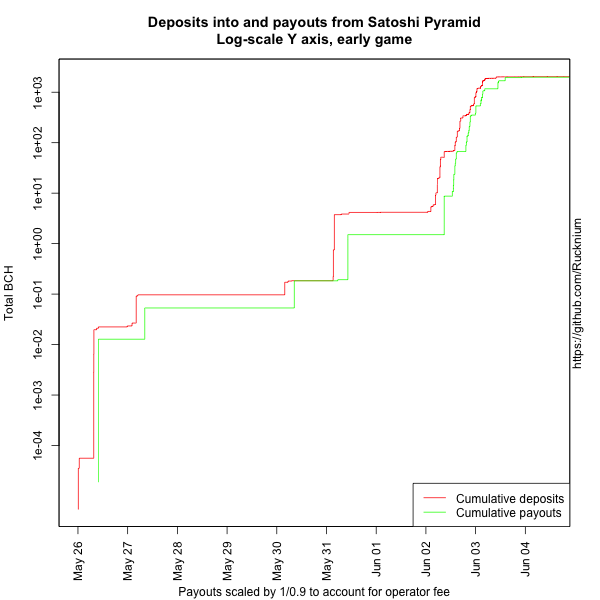 Deposits into and payouts from Satoshi Pyramid
Log-scale Y axis, early game
Total BCH
1e+03
1e+02
1e+01
1e+00
1e-01
1e-02
1e-03
1e-04
https://github.com/Rucknium
Cumulative deposits
Cumulative payouts
May 26
May 27
May 28
May 29
May 30
May 31
Jun 01
Jun 02
Jun 03
Jun 04
Payouts scaled by 1/0.9 to account for operator fee